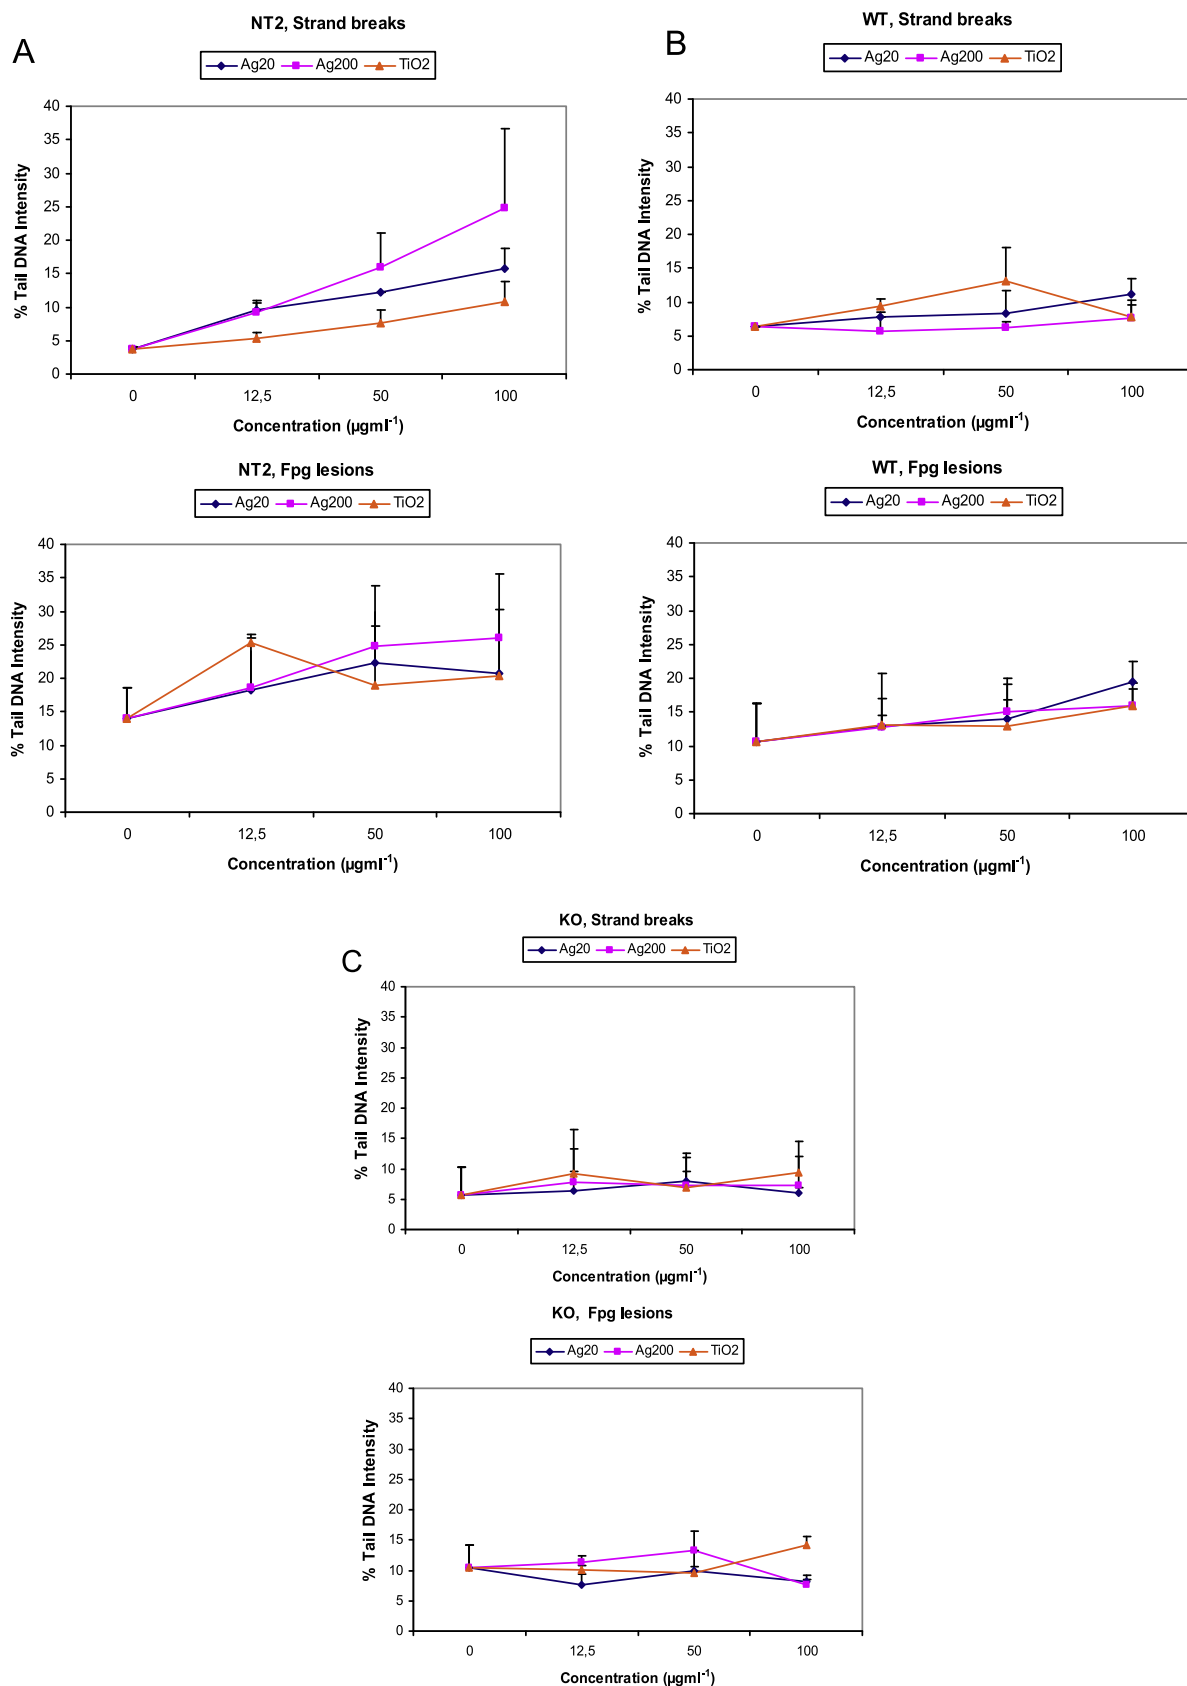 A
NT2, Strand breaks
Ag20 Ag200 TiO2
% Tail DNA Intensity
40
35
30
25
20
15
10
5
0
0 12,5 50 100
Concentration (µgml⁻¹)
B
WT, Strand breaks
Ag20 Ag200 TiO2
% Tail DNA Intensity
40
35
30
25
20
15
10
5
0
0 12,5 50 100
Concentration (µgml⁻¹)
NT2, Fpg lesions
Ag20 Ag200 TiO2
% Tail DNA Intensity
40
35
30
25
20
15
10
5
0
0 12,5 50 100
Concentration (µgml⁻¹)
WT, Fpg lesions
Ag20 Ag200 TiO2
% Tail DNA Intensity
40
35
30
25
20
15
10
5
0
0 12,5 50 100
Concentration (µgml⁻¹)
C
KO, Strand breaks
Ag20 Ag200 TiO2
% Tail DNA Intensity
40
35
30
25
20
15
10
5
0
0 12,5 50 100
Concentration (µgml⁻¹)
KO, Fpg lesions
Ag20 Ag200 TiO2
% Tail DNA Intensity
40
35
30
25
20
15
10
5
0
0 12,5 50 100
Concentration (µgml⁻¹)